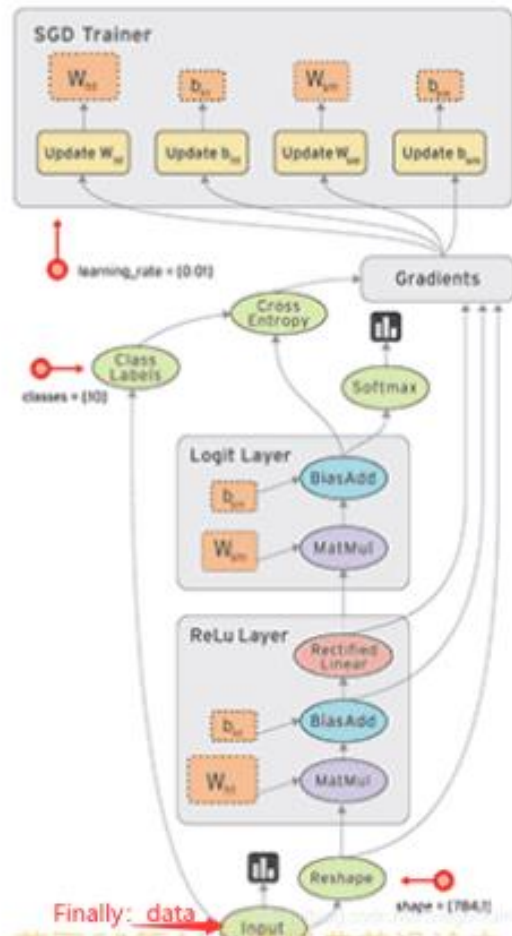 SGD Trainer
W
b
W
b
Update W
Update b
Update W
Update b
learning_rate = {0.01}
Gradients
Cross
Entropy
Class
Labels
classes = {10}
Softmax
Logit Layer
BiasAdd
b
W
MatMul
ReLu Layer
Rectified
Linear
b
BiasAdd
W
MatMul
Reshape
shape = {784,1}
Finally: data
Input